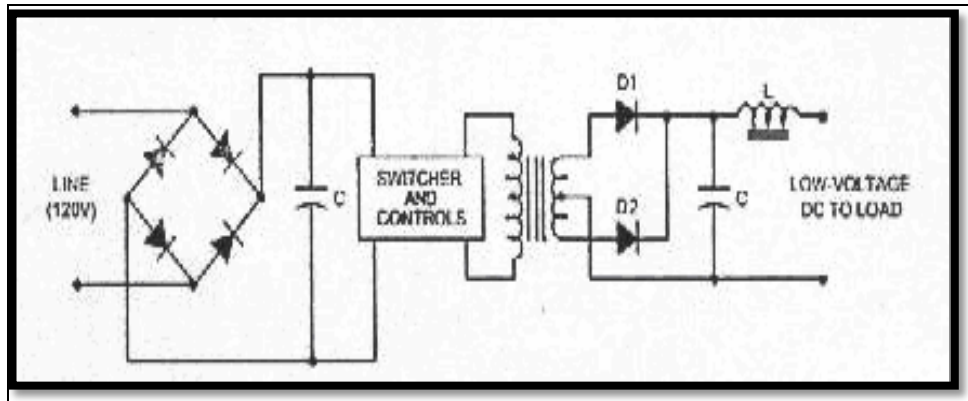 LINE
(120V)
C
SWITCHER
AND
CONTROLS
D1
D2
L
C
LOW-VOLTAGE
DC TO LOAD